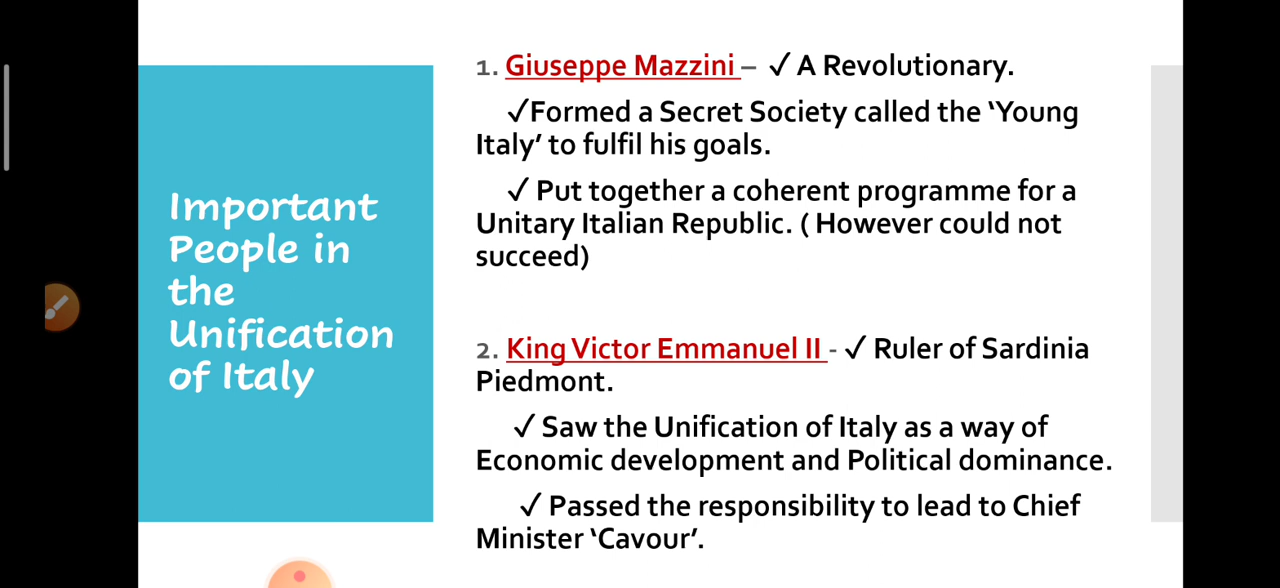 Important
People in
the
Unification
of Italy
1. Giuseppe Mazzini – ✓ A Revolutionary.
✓Formed a Secret Society called the ‘Young
Italy’ to fulfil his goals.
✓ Put together a coherent programme for a
Unitary Italian Republic. ( However could not
succeed)
2. King Victor Emmanuel II - ✓ Ruler of Sardinia
Piedmont.
✓ Saw the Unification of Italy as a way of
Economic development and Political dominance.
✓ Passed the responsibility to lead to Chief
Minister ‘Cavour’.